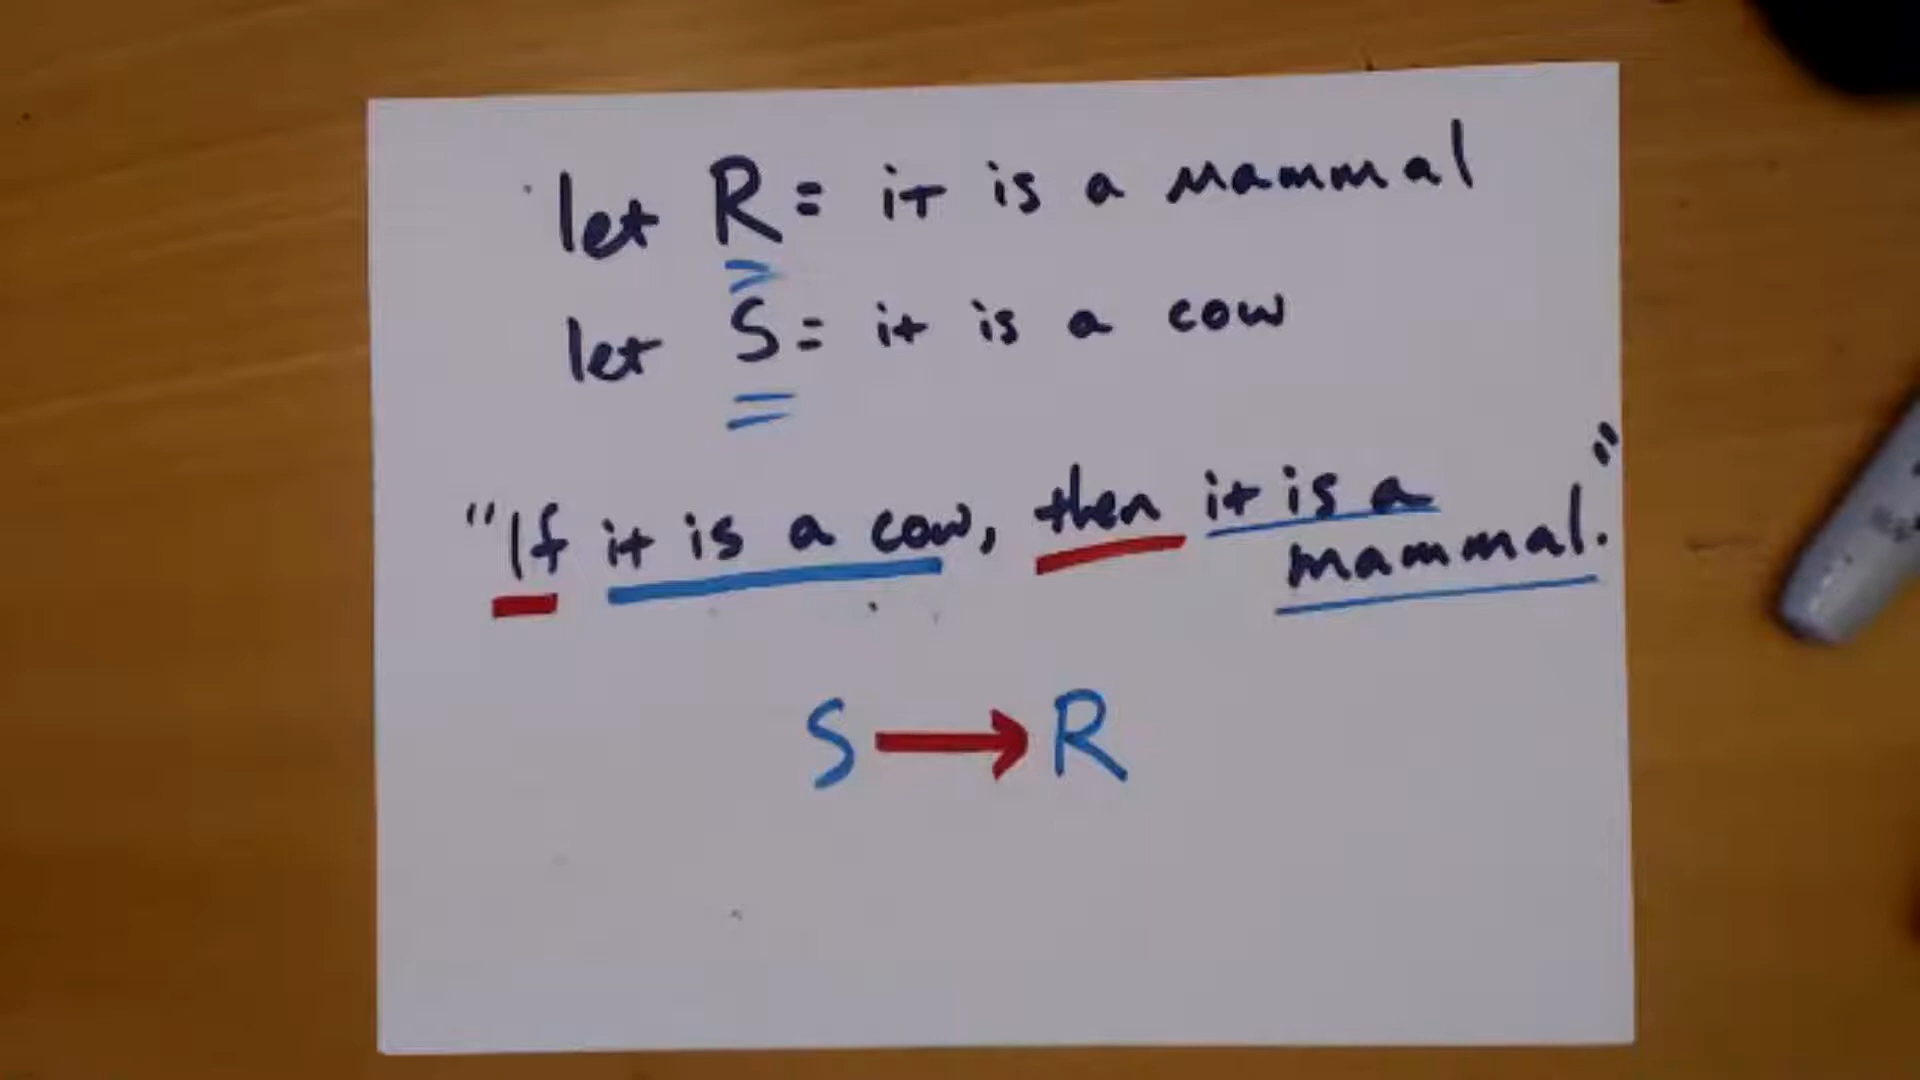 let R= it is a mammal
let S= it is a cow
"If it is a cow, then it is a
mammal."
S → R